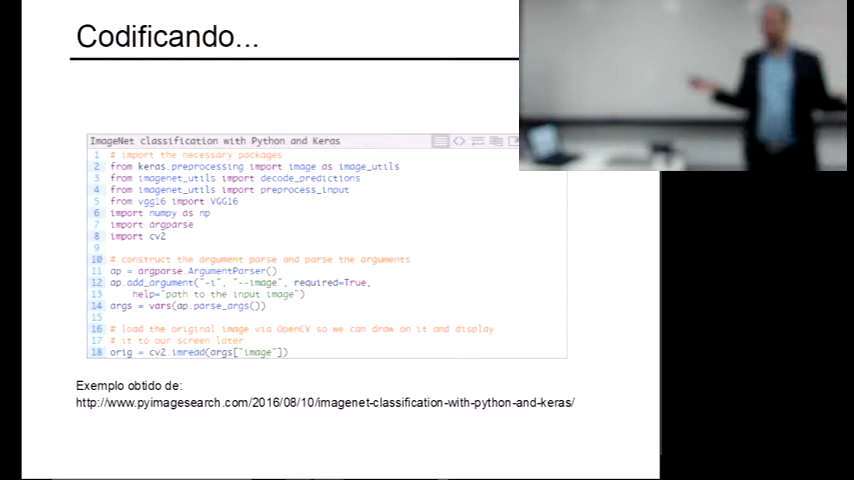 Codificando...
ImageNet classification with Python and Keras
1 # import the necessary packages
2 from keras.preprocessing import image as image_utils
3 from imagenet_utils import decode_predictions
4 from imagenet_utils import preprocess_input
5 from vgg16 import VGG16
6 import numpy as np
7 import argparse
8 import cv2
9
10 # construct the argument parse and parse the arguments
11 ap = argparse.ArgumentParser()
12 ap.add_argument("-i", "--image", required=True,
13 help="path to the input image")
14 args = vars(ap.parse_args())
15
16 # load the original image via OpenCV so we can draw on it and display
17 # it to our screen later
18 orig = cv2.imread(args["image"])
Exemplo obtido de:
http://www.pyimagesearch.com/2016/08/10/imagenet-classification-with-python-and-keras/